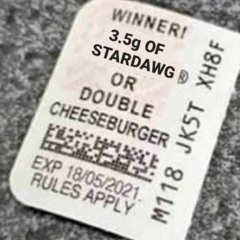 WINNER!
3.5g OF
STARDAWG®
OR
DOUBLE
CHEESEBURGER
EXP 18/05/2021
RULES APPLY
M118 JK5T XH8F